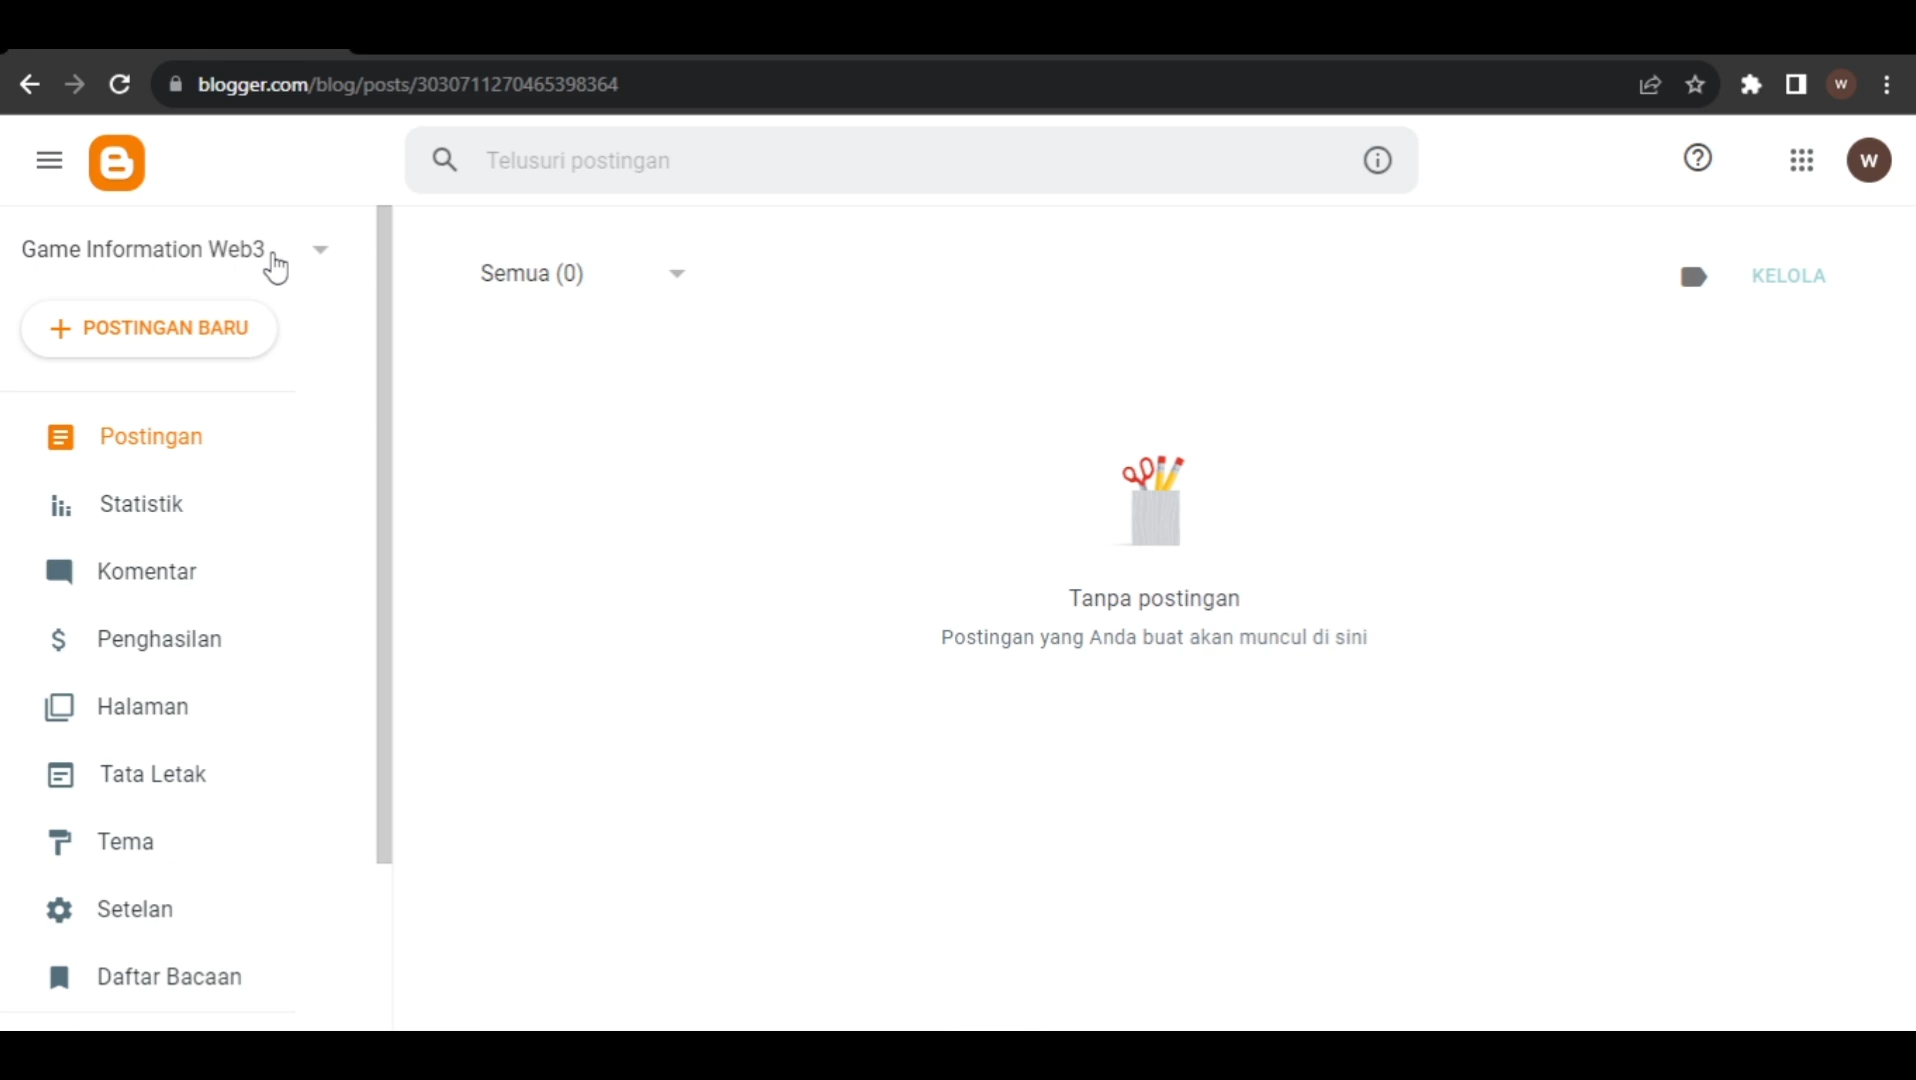 blogger.com/blog/posts/3030711270465398364
W
Telusuri postingan
W
Game Information Web3
Semua (0)
KELOLA
+ POSTINGAN BARU
Postingan
Statistik
Komentar
Penghasilan
Halaman
Tata Letak
Tema
Setelan
Daftar Bacaan
Tanpa postingan
Postingan yang Anda buat akan muncul di sini